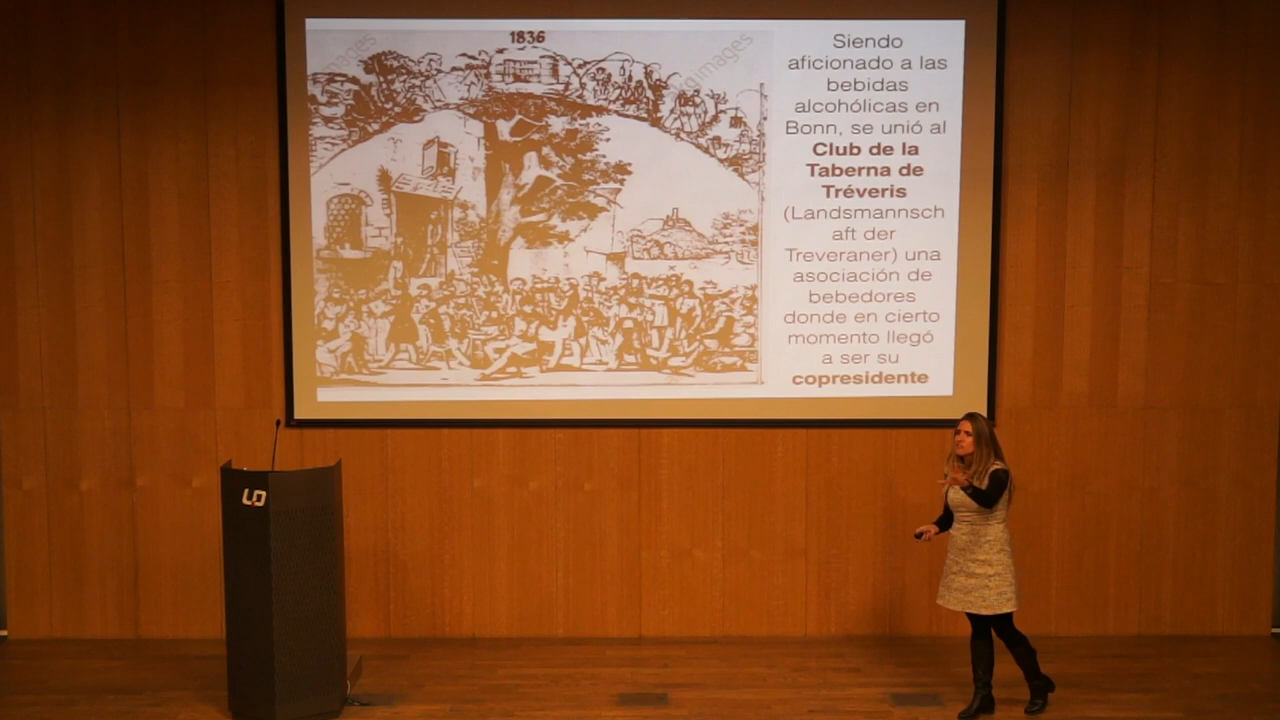 1836
Siendo
aficionado a las
bebidas
alcohólicas en
Bonn, se unió al
Club de la
Taberna de
Tréveris
(Landsmannsch
aft der
Treveraner) una
asociación de
bebedores
donde en cierto
momento llegó
a ser su
copresidente